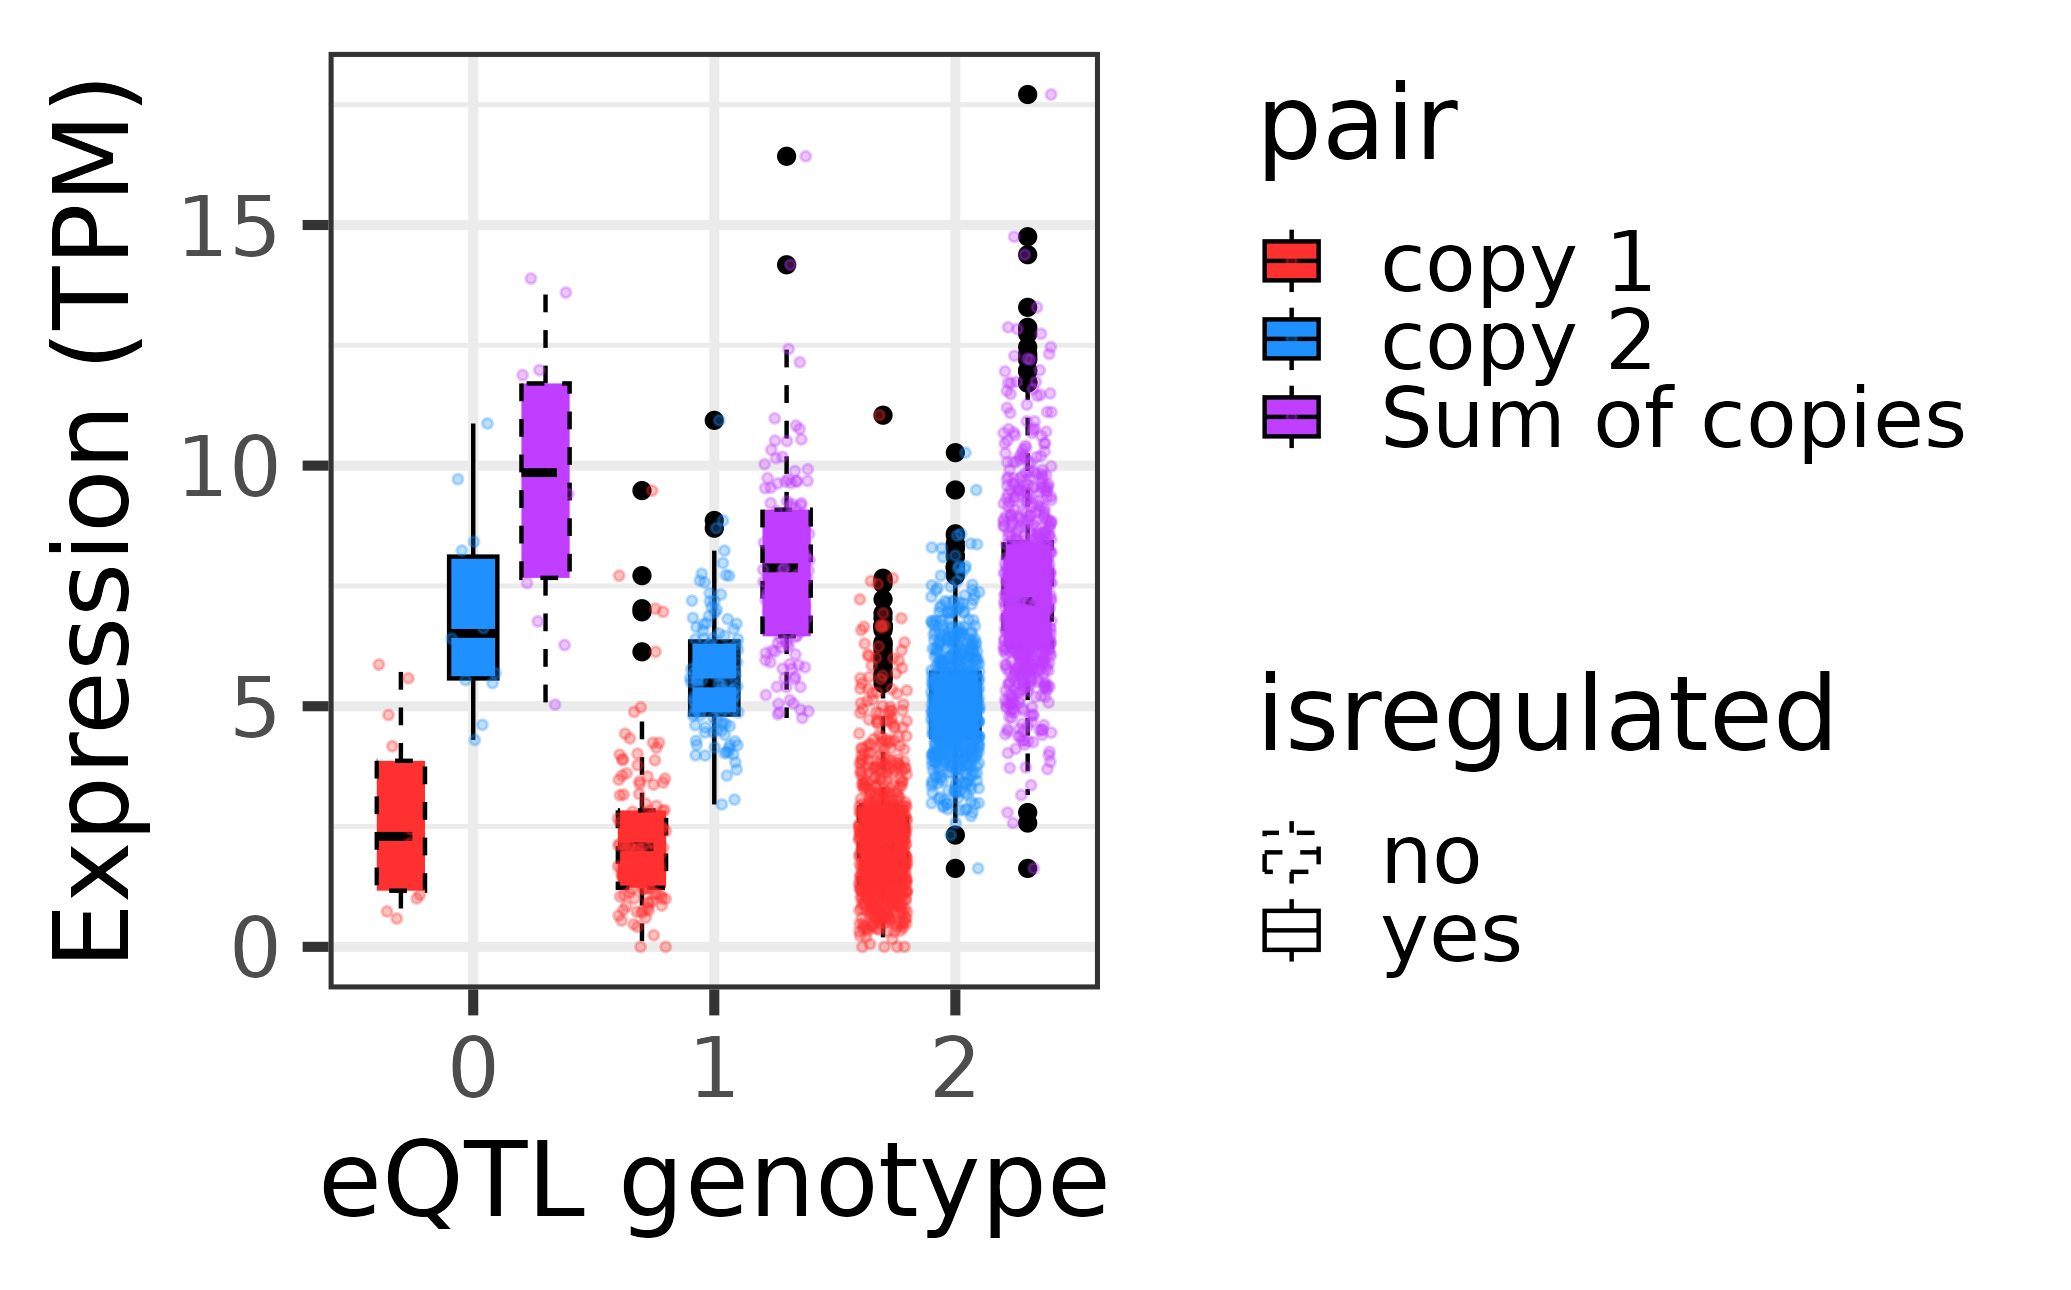 Expression (TPM)
15
10
5
0
0 1 2
eQTL genotype
pair
copy 1
copy 2
Sum of copies
isregulated
no
yes